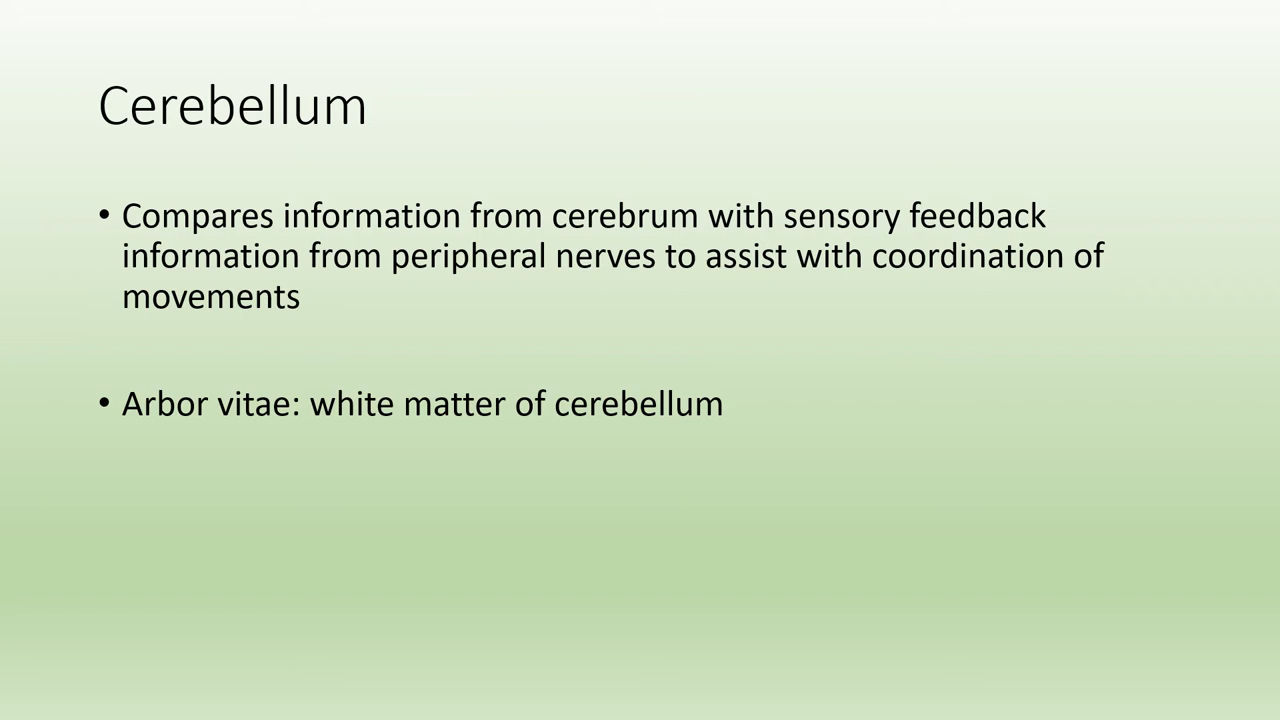 Cerebellum
• Compares information from cerebrum with sensory feedback
information from peripheral nerves to assist with coordination of
movements
• Arbor vitae: white matter of cerebellum